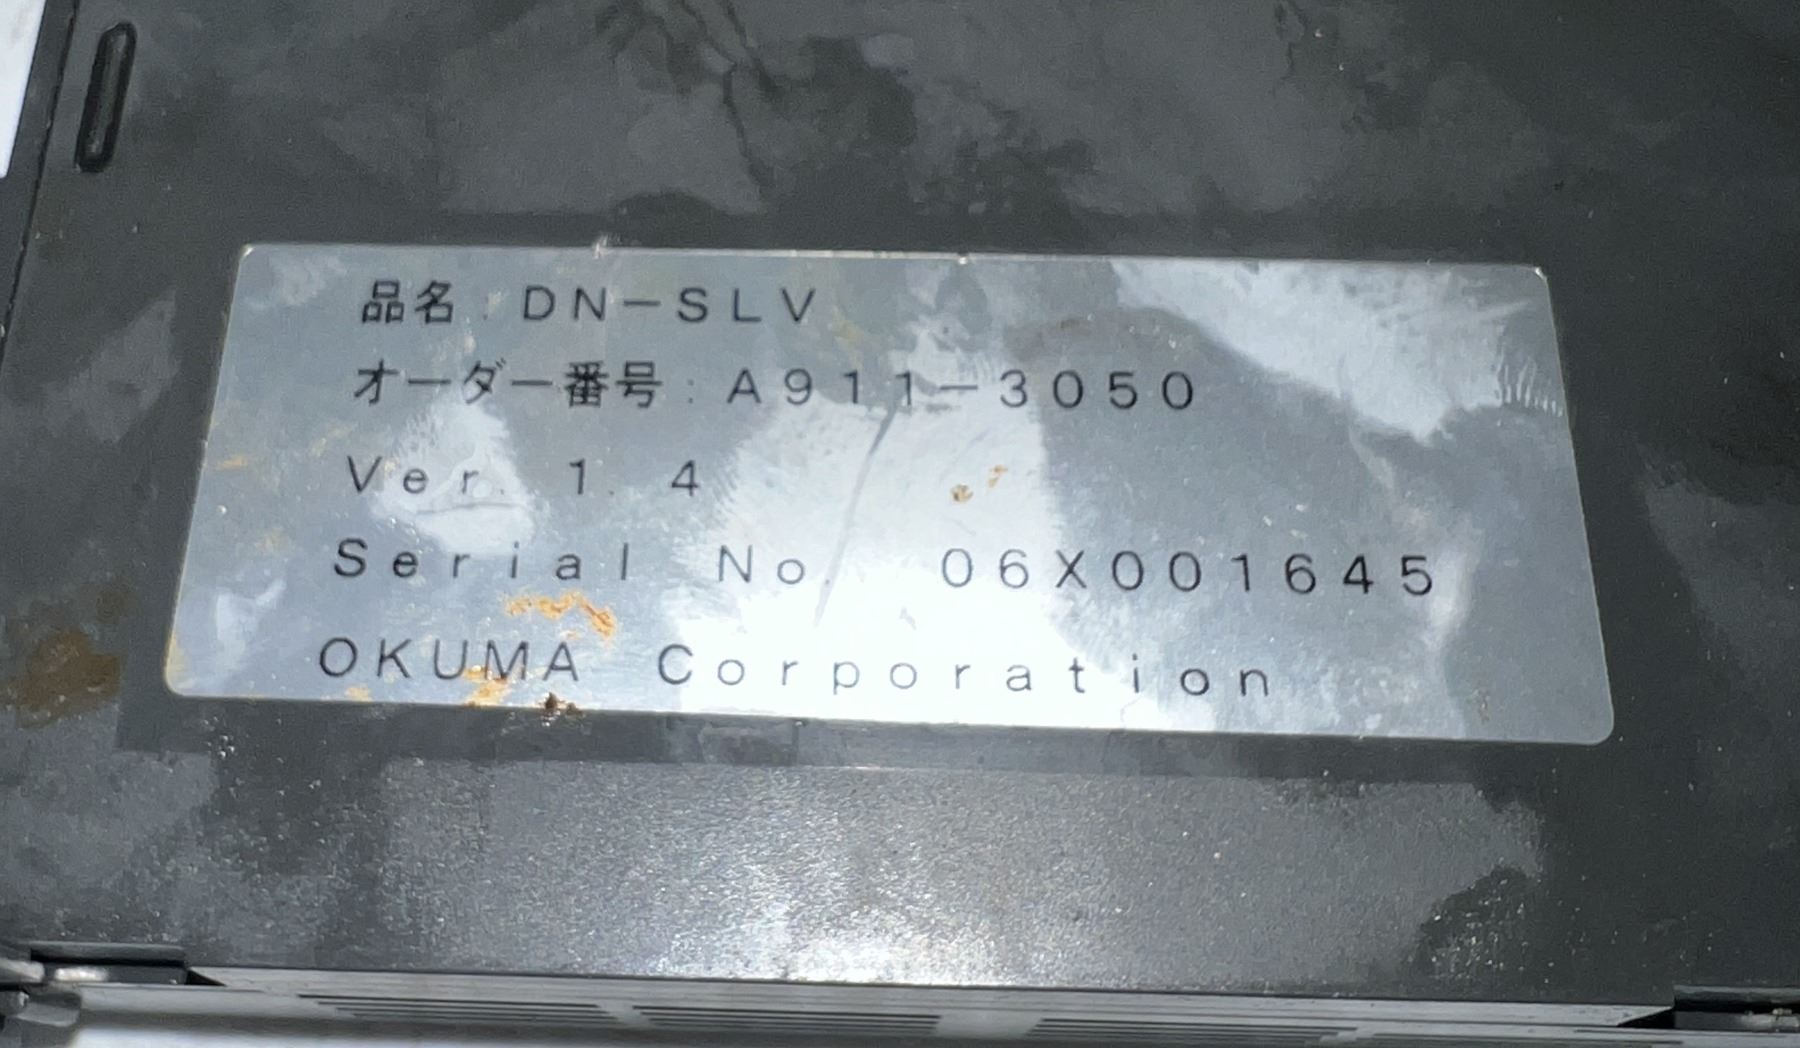 品名:DN-SLV
オーダー番号:A911-3050
Ver. 1.4
Serial No. 06X001645
OKUMA Corporation